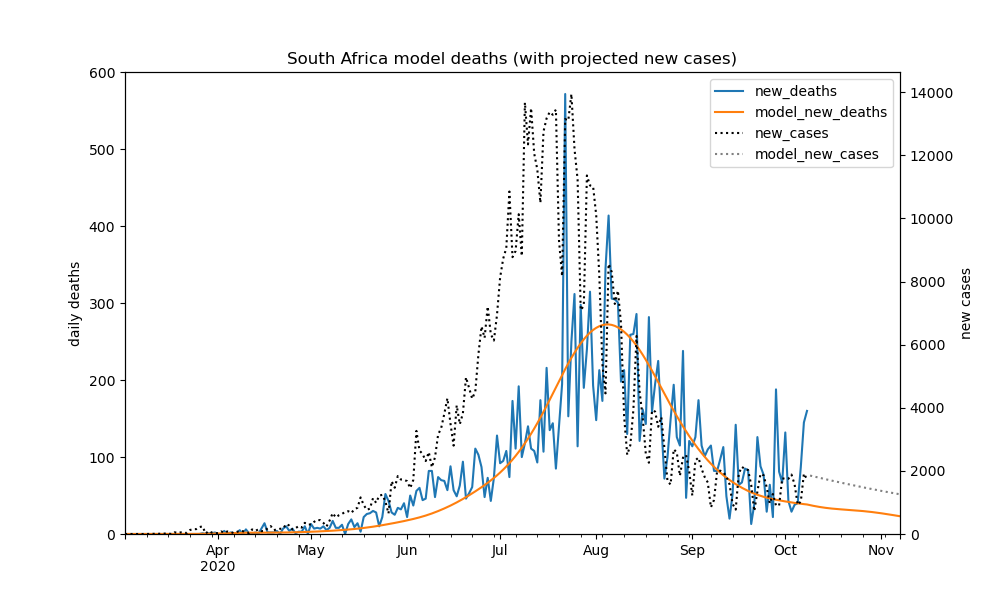 South Africa model deaths (with projected new cases)
600
500
400
300
200
100
0
daily deaths
14000
12000
10000
8000
6000
4000
2000
0
new cases
new_deaths
model_new_deaths
new_cases
model_new_cases
Apr May Jun Jul Aug Sep Oct Nov
2020